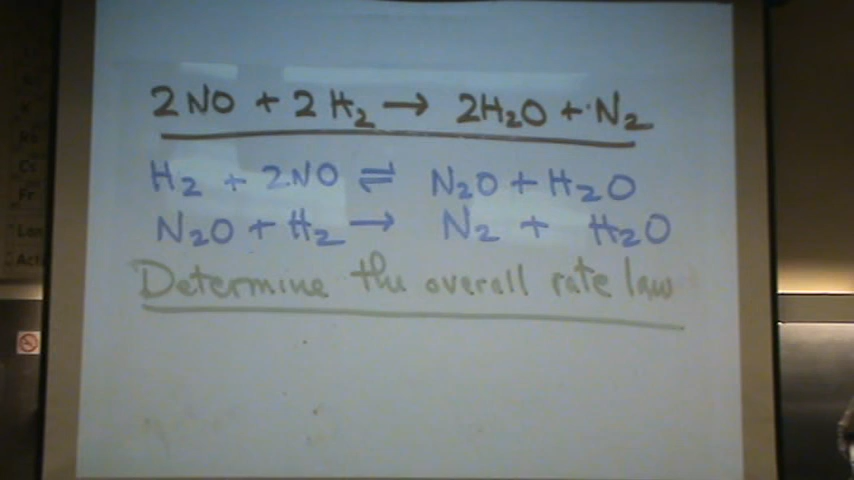 2NO + 2H₂ → 2H₂O + N₂
H₂ + 2NO ⇌ N₂O + H₂O
N₂O + H₂ → N₂ + H₂O
Determine the overall rate law